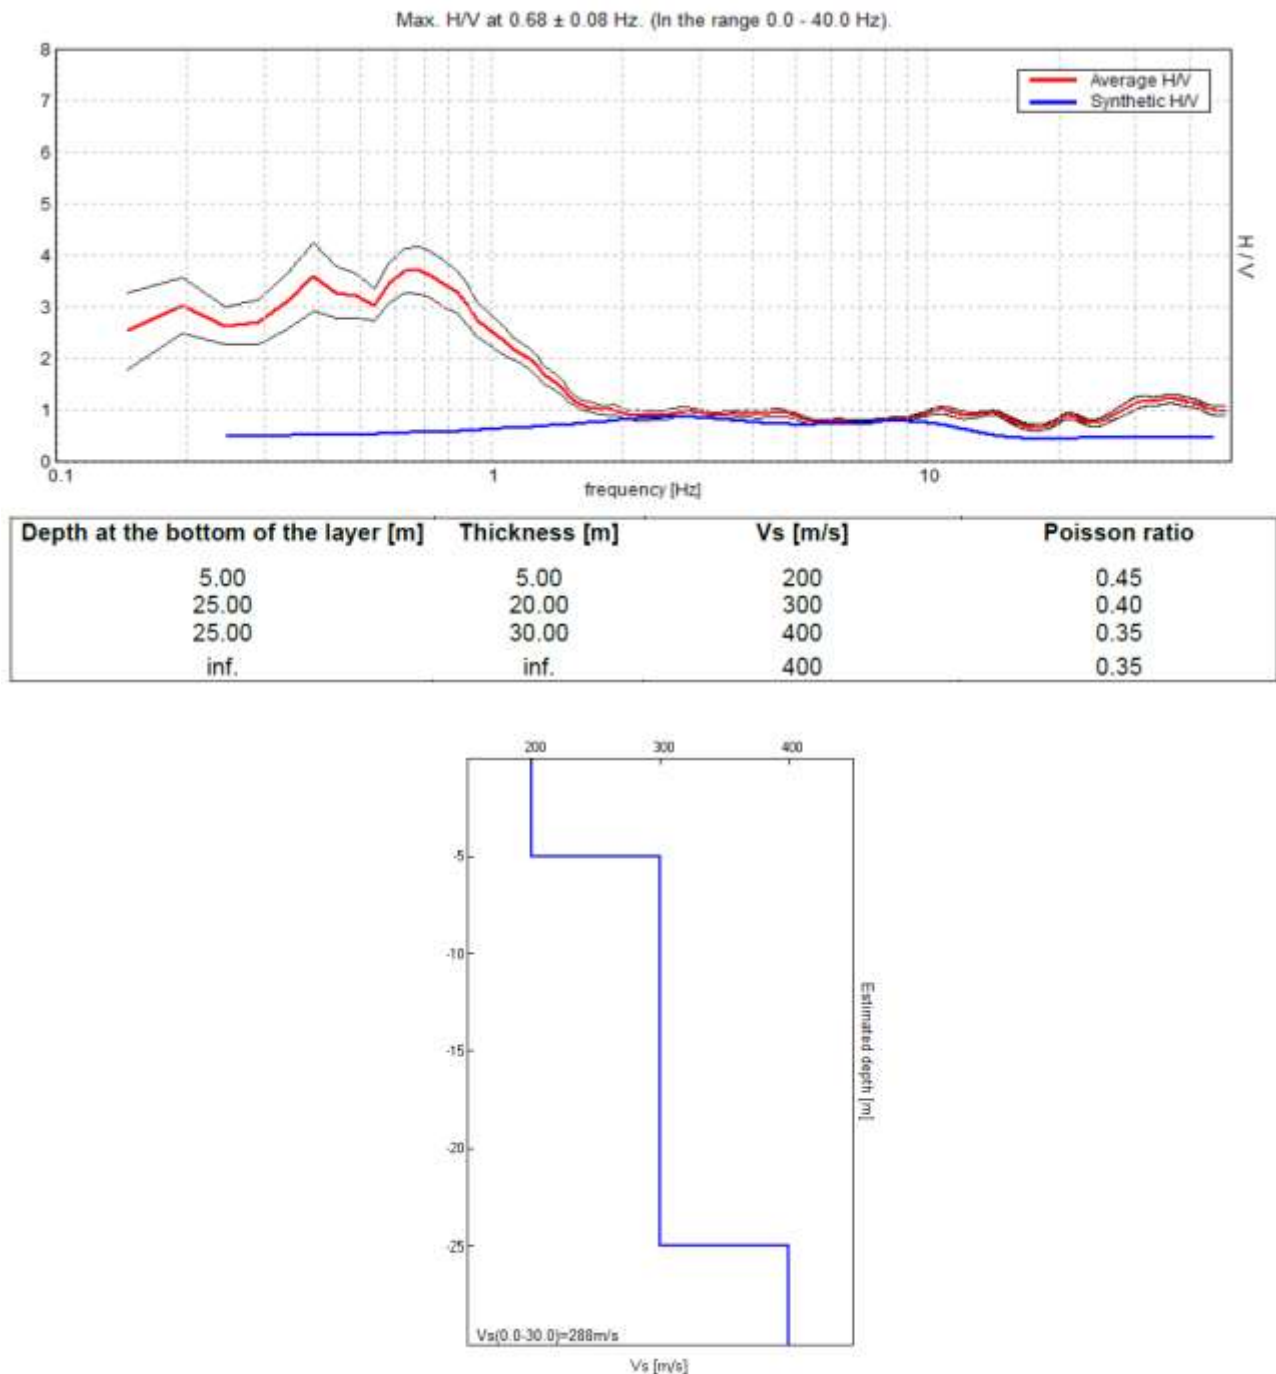 Max. H/V at 0.68 ± 0.08 Hz. (In the range 0.0 - 40.0 Hz).
8
7
6
5
4
3
2
1
0
Average H/V
Synthetic H/V
H / V
0.1 1 10
frequency [Hz]
Depth at the bottom of the layer [m] Thickness [m] Vs [m/s] Poisson ratio
5.00 5.00 200 0.45
25.00 20.00 300 0.40
25.00 30.00 400 0.35
inf. inf. 400 0.35
200 300 400
-5
-10
-15
-20
-25
Estimated depth [m]
Vs(0.0-30.0)=288m/s
Vs [m/s]